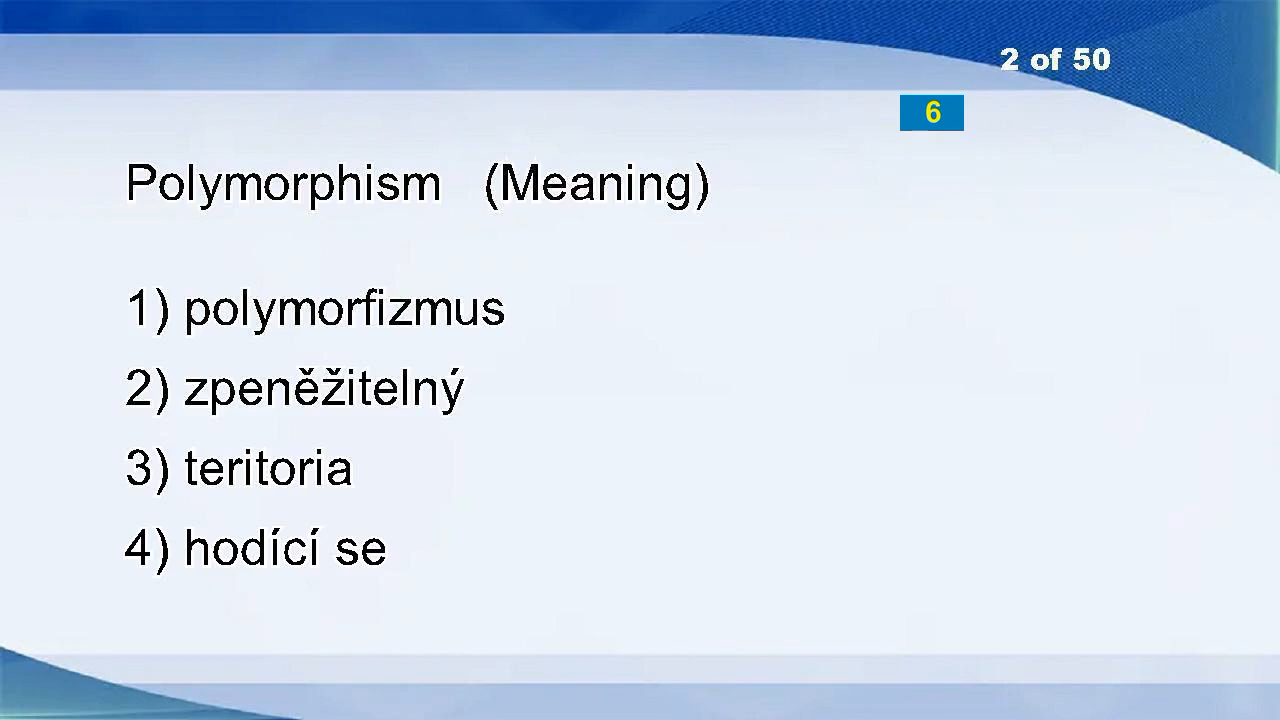 2 of 50
6
Polymorphism (Meaning)
1) polymorfizmus
2) zpeněžitelný
3) teritoria
4) hodící se